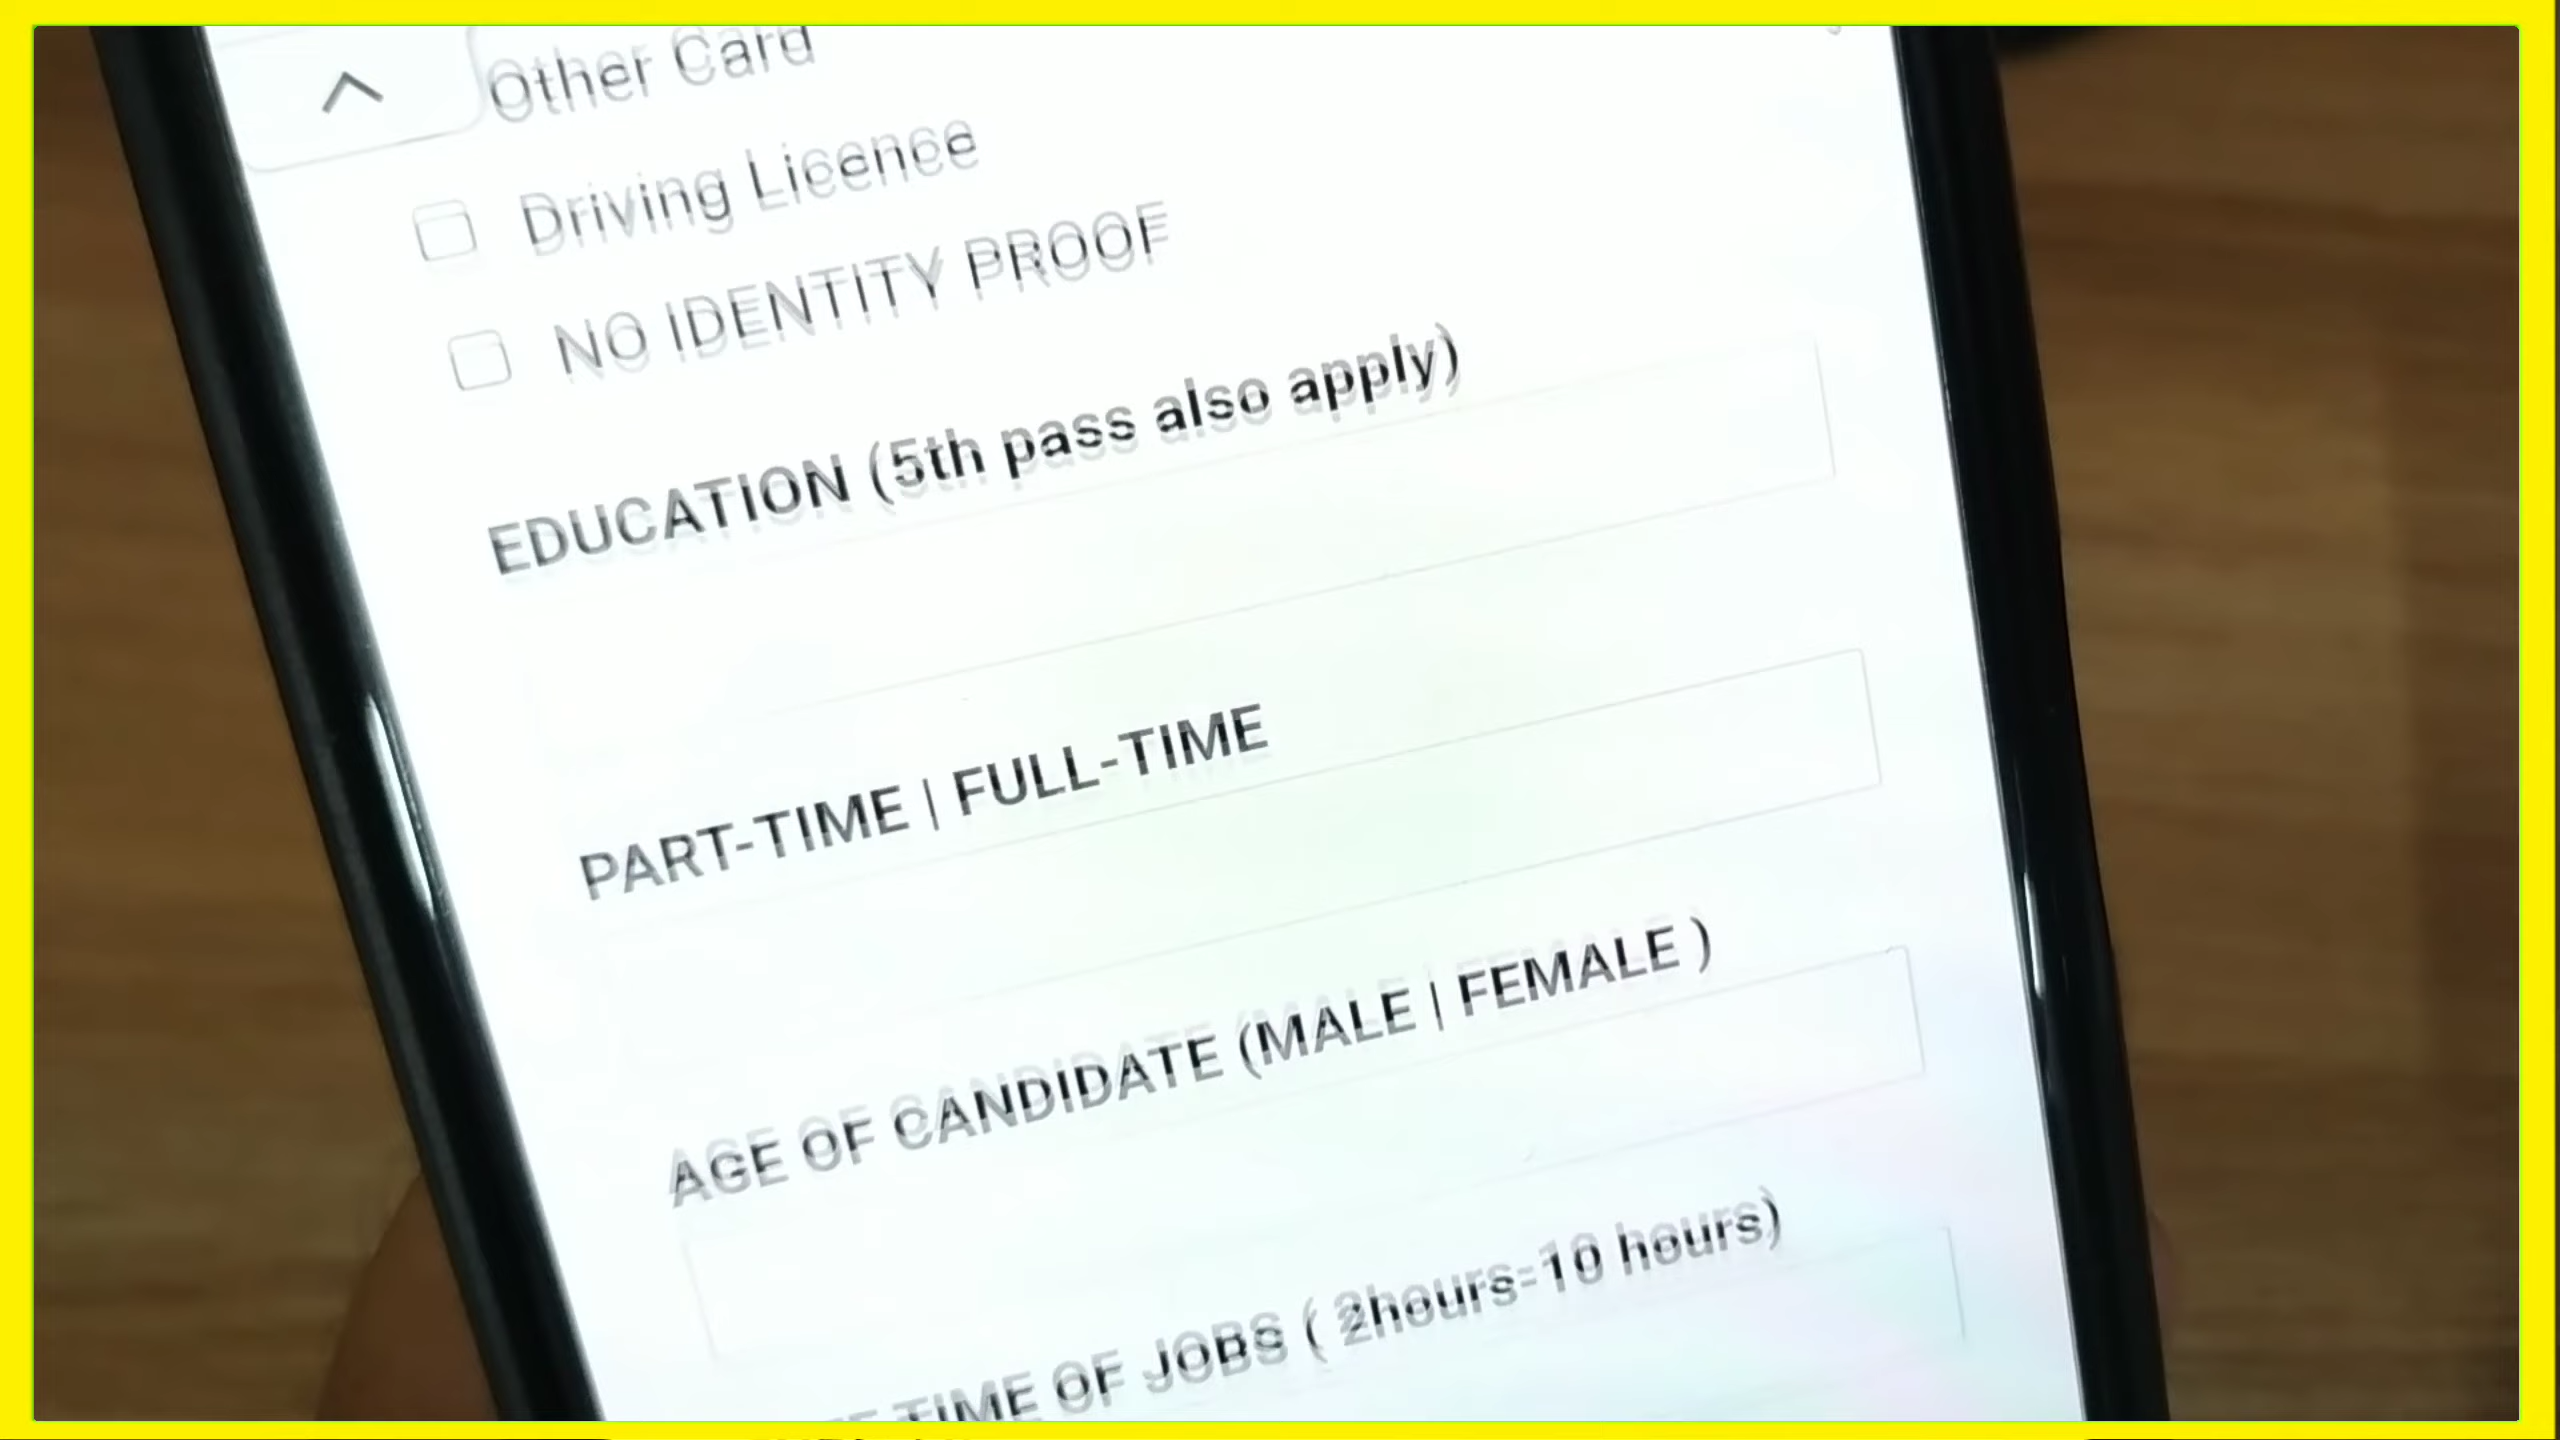 Other Card
Driving Licence
NO IDENTITY PROOF
EDUCATION (5th pass also apply)
PART-TIME | FULL-TIME
AGE OF CANDIDATE (MALE | FEMALE )
TIME OF JOBS ( 2hours-10 hours)